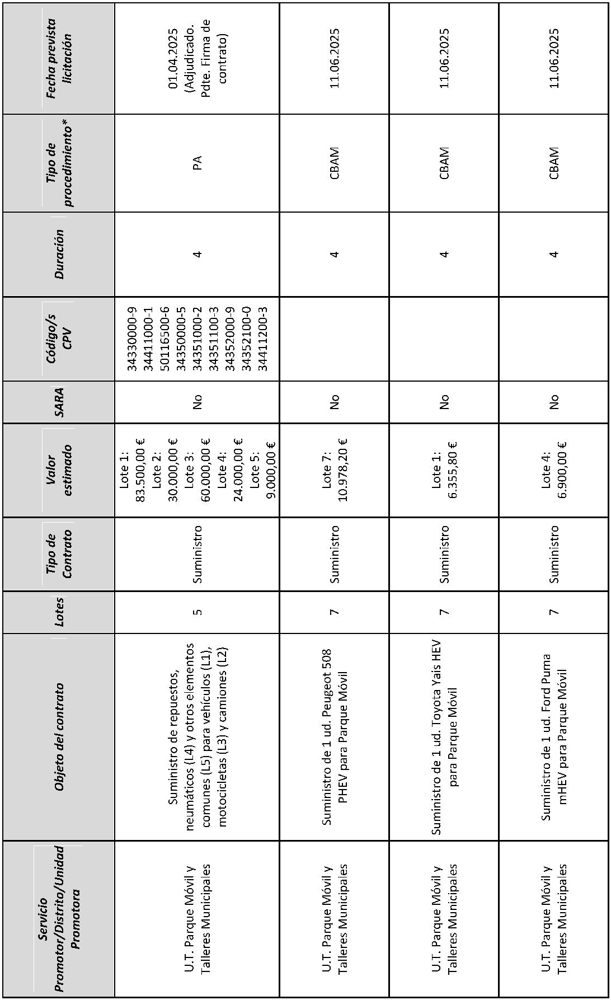 Servicio
Promotor/Distrito/Unidad
Promotora
Objeto del contrato
Lotes
Tipo de
Contrato
Valor
estimado
SARA
Código/s
CPV
Duración
Tipo de
procedimiento*
Fecha prevista
licitación
U.T. Parque Móvil y
Talleres Municipales
Suministro de repuestos,
neumáticos (L4) y otros elementos
comunes (L5) para vehículos (L1),
motocicletas (L3) y camiones (L2)
5
Suministro
Lote 1:
83.500,00 €
Lote 2:
30.000,00 €
Lote 3:
60.000,00 €
Lote 4:
24.000,00 €
Lote 5:
9.000,00 €
No
34330000-9
34411000-1
50116500-6
34350000-5
34351000-2
34351100-3
34352000-9
34352100-0
34411200-3
4
PA
01.04.2025
(Adjudicado.
Pdte. Firma de
contrato)
U.T. Parque Móvil y
Talleres Municipales
Suministro de 1 ud. Peugeot 508
PHEV para Parque Móvil
7
Suministro
Lote 7:
10.978,20 €
No
4
CBAM
11.06.2025
U.T. Parque Móvil y
Talleres Municipales
Suministro de 1 ud. Toyota Yais HEV
para Parque Móvil
7
Suministro
Lote 1:
6.355,80 €
No
4
CBAM
11.06.2025
U.T. Parque Móvil y
Talleres Municipales
Suministro de 1 ud. Ford Puma
mHEV para Parque Móvil
7
Suministro
Lote 4:
6.900,00 €
No
4
CBAM
11.06.2025